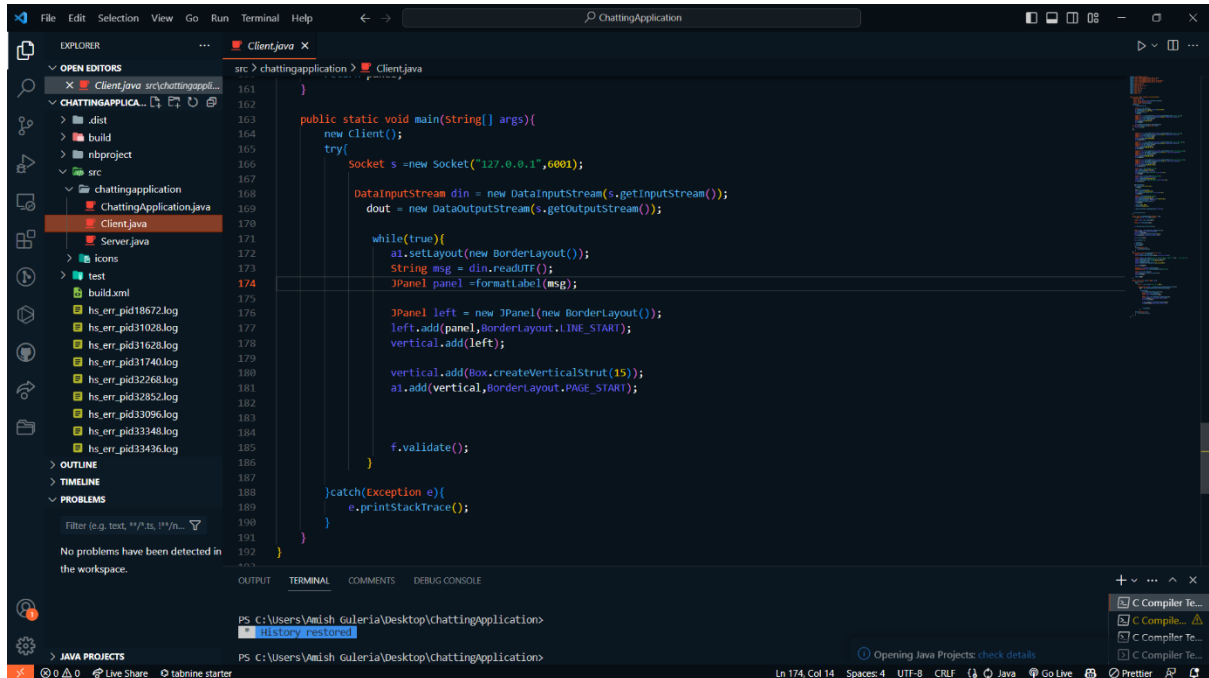 File Edit Selection View Go Run Terminal Help
ChattingApplication
EXPLORER
OPEN EDITORS
Client.java src\chattingappli...
CHATTINGAPPLICA...
.dist
build
nbproject
src
chattingapplication
ChattingApplication.java
Client.java
Server.java
icons
test
build.xml
hs_err_pid18672.log
hs_err_pid31028.log
hs_err_pid31628.log
hs_err_pid31740.log
hs_err_pid32268.log
hs_err_pid32852.log
hs_err_pid33096.log
hs_err_pid33348.log
hs_err_pid33436.log
OUTLINE
TIMELINE
PROBLEMS
Filter (e.g. text, **/*.ts, !**/n...
No problems have been detected in
the workspace.
JAVA PROJECTS
Client.java
src > chattingapplication > Client.java
161 }
162
163 public static void main(String[] args){
164 new Client();
165 try{
166 Socket s =new Socket("127.0.0.1",6001);
167
168 DataInputStream din = new DataInputStream(s.getInputStream());
169 dout = new DataOutputStream(s.getOutputStream());
170
171 while(true){
172 a1.setLayout(new BorderLayout());
173 String msg = din.readUTF();
174 JPanel panel =formatLabel(msg);
175
176 JPanel left = new JPanel(new BorderLayout());
177 left.add(panel,BorderLayout.LINE_START);
178 vertical.add(left);
179
180 vertical.add(Box.createVerticalStrut(15));
181 a1.add(vertical,BorderLayout.PAGE_START);
182
183
184
185 f.validate();
186 }
187
188 }catch(Exception e){
189 e.printStackTrace();
190 }
191 }
192 }
OUTPUT TERMINAL COMMENTS DEBUG CONSOLE
PS C:\Users\Amish Guleria\Desktop\ChattingApplication>
* History restored
PS C:\Users\Amish Guleria\Desktop\ChattingApplication>
C Compiler Te...
C Compile...
C Compiler Te...
C Compiler Te...
Opening Java Projects: check details
0 0 0 Live Share tabnine starter
Ln 174, Col 14 Spaces: 4 UTF-8 CRLF Java Go Live Prettier